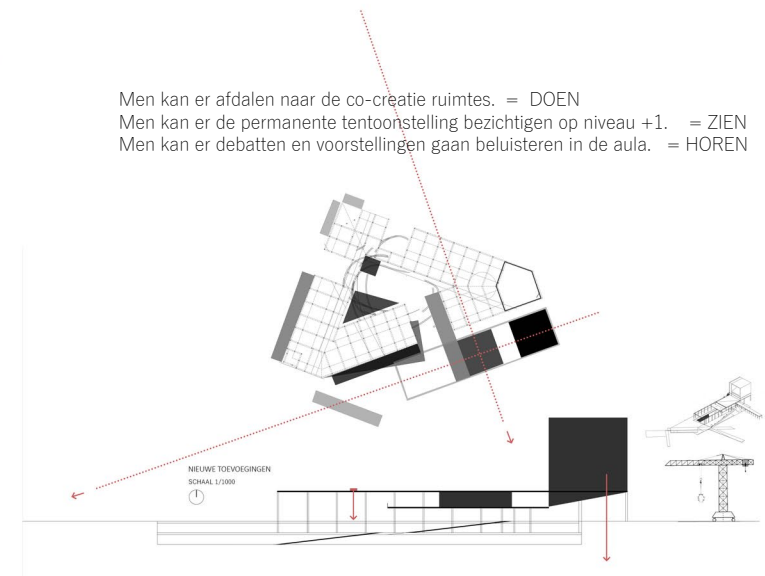 Men kan er afdalen naar de co-creatie ruimtes. = DOEN
Men kan er de permanente tentoonstelling bezichtigen op niveau +1. = ZIEN
Men kan er debatten en voorstellingen gaan beluisteren in de aula. = HOREN
NIEUWE TOEVOEGINGEN
SCHAAL 1/1000